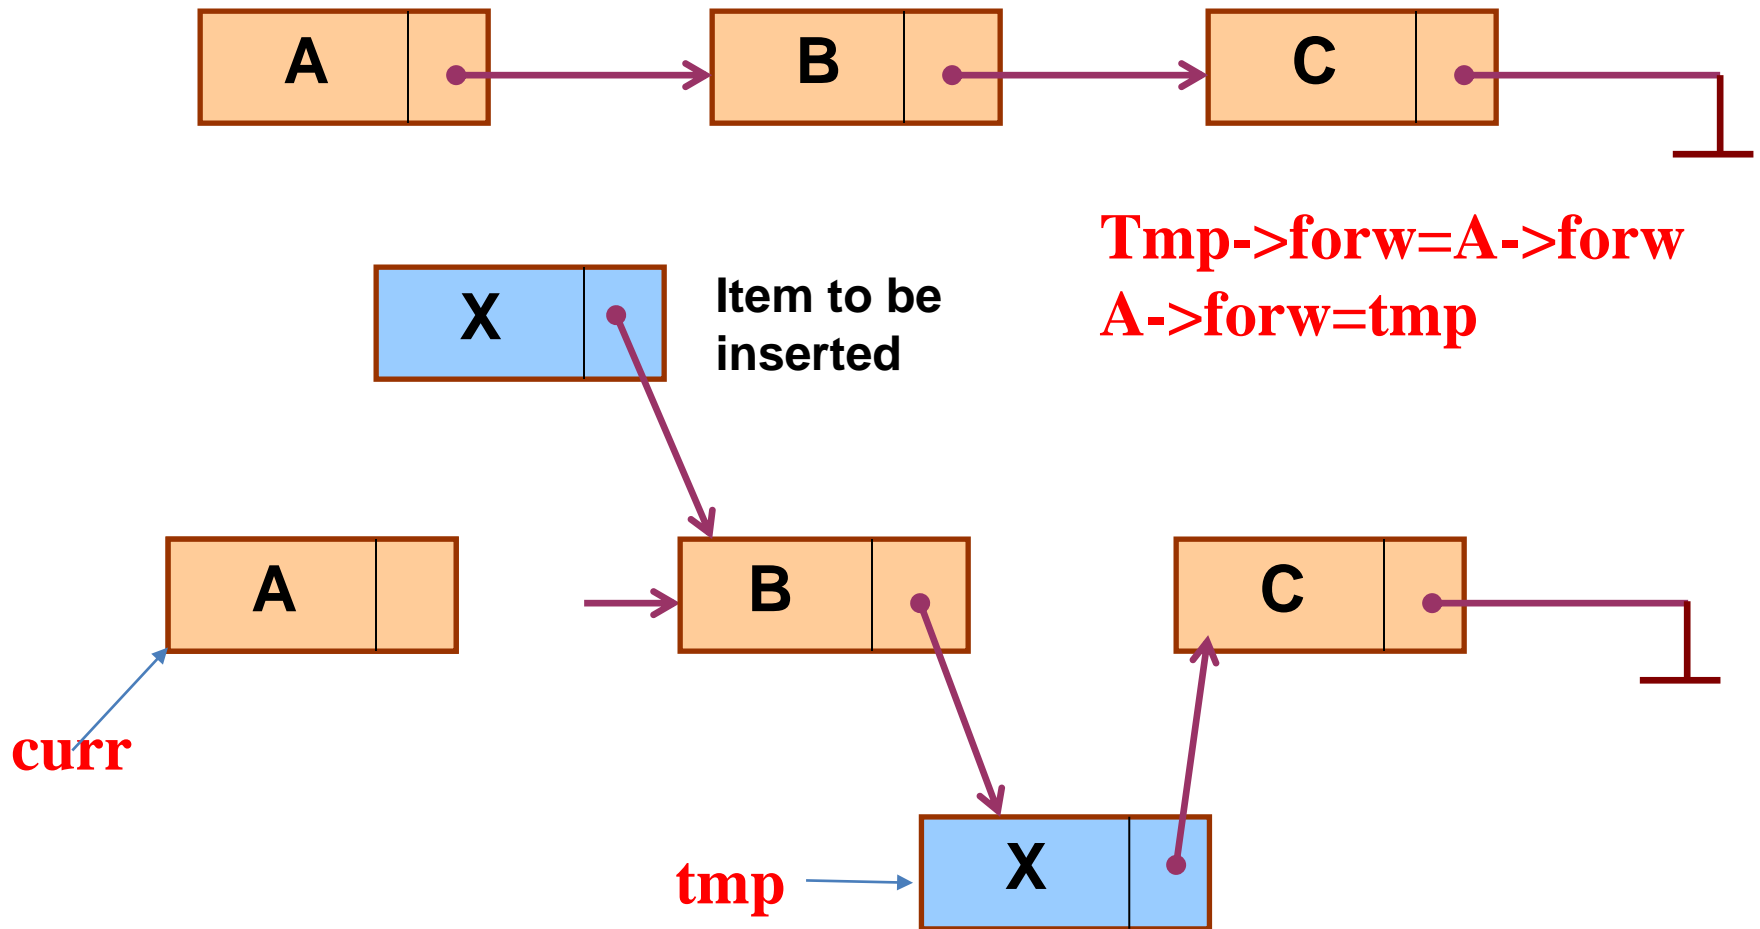 A
B
C
Tmp->forw=A->forw
A->forw=tmp
X
Item to be
inserted
A
B
C
curr
tmp
X